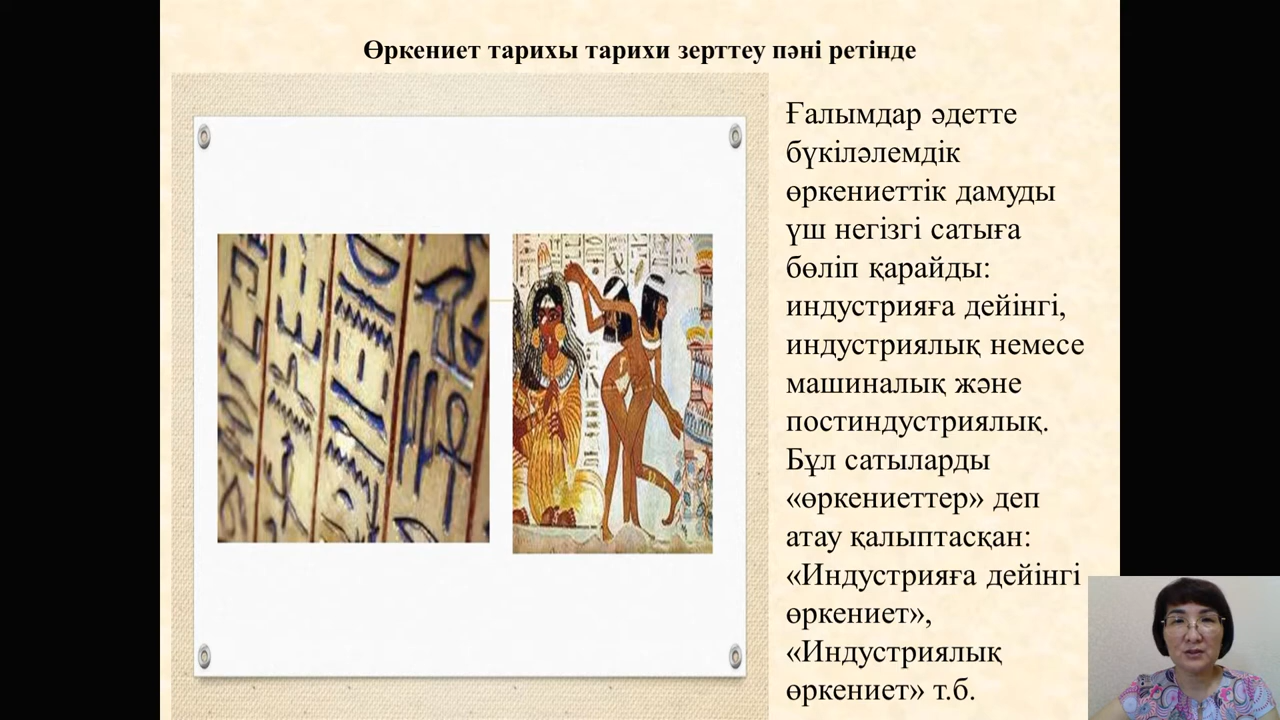 Өркениет тарихы тарихи зерттеу пәні ретінде
Ғалымдар әдетте
бүкіләлемдік
өркениеттік дамуды
үш негізгі сатыға
бөліп қарайды:
индустрияға дейінгі,
индустриялық немесе
машиналық және
постиндустриялық.
Бұл сатыларды
«өркениеттер» деп
атау қалыптасқан:
«Индустрияға дейінгі
өркениет»,
«Индустриялық
өркениет» т.б.